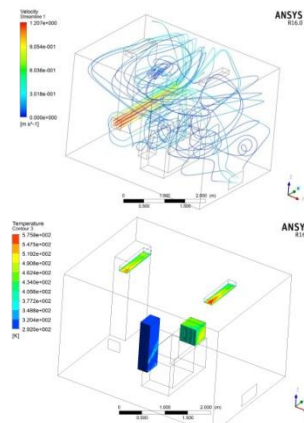 Velocity
Streamline 1
ANSYS
R16.0
1.207e+000
9.054e-001
6.036e-001
3.018e-001
0.000e+000
[m s^-1]
0 1.000 2.000 (m)
0.500 1.500
Temperature
Contour 3
ANS
R16
5.759e+002
5.475e+002
5.192e+002
4.908e+002
4.624e+002
4.340e+002
4.056e+002
3.772e+002
3.488e+002
3.204e+002
2.920e+002
[K]
0 1.000 2.000 (m)
0.500 1.500